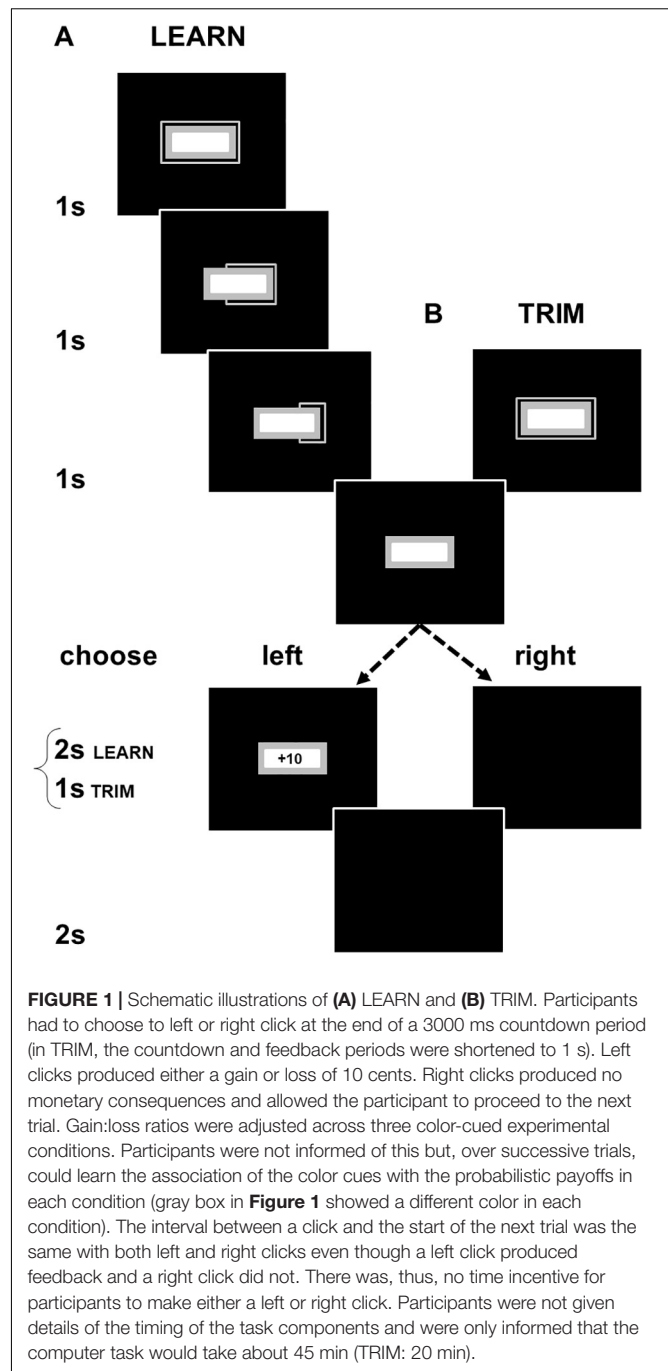 A LEARN
1s
1s
B TRIM
1s
choose left right
2s LEARN
1s TRIM
+10
2s
FIGURE 1 | Schematic illustrations of (A) LEARN and (B) TRIM. Participants
had to choose to left or right click at the end of a 3000 ms countdown period
(in TRIM, the countdown and feedback periods were shortened to 1 s). Left
clicks produced either a gain or loss of 10 cents. Right clicks produced no
monetary consequences and allowed the participant to proceed to the next
trial. Gain:loss ratios were adjusted across three color-cued experimental
conditions. Participants were not informed of this but, over successive trials,
could learn the association of the color cues with the probabilistic payoffs in
each condition (gray box in Figure 1 showed a different color in each
condition). The interval between a click and the start of the next trial was the
same with both left and right clicks even though a left click produced
feedback and a right click did not. There was, thus, no time incentive for
participants to make either a left or right click. Participants were not given
details of the timing of the task components and were only informed that the
computer task would take about 45 min (TRIM: 20 min).